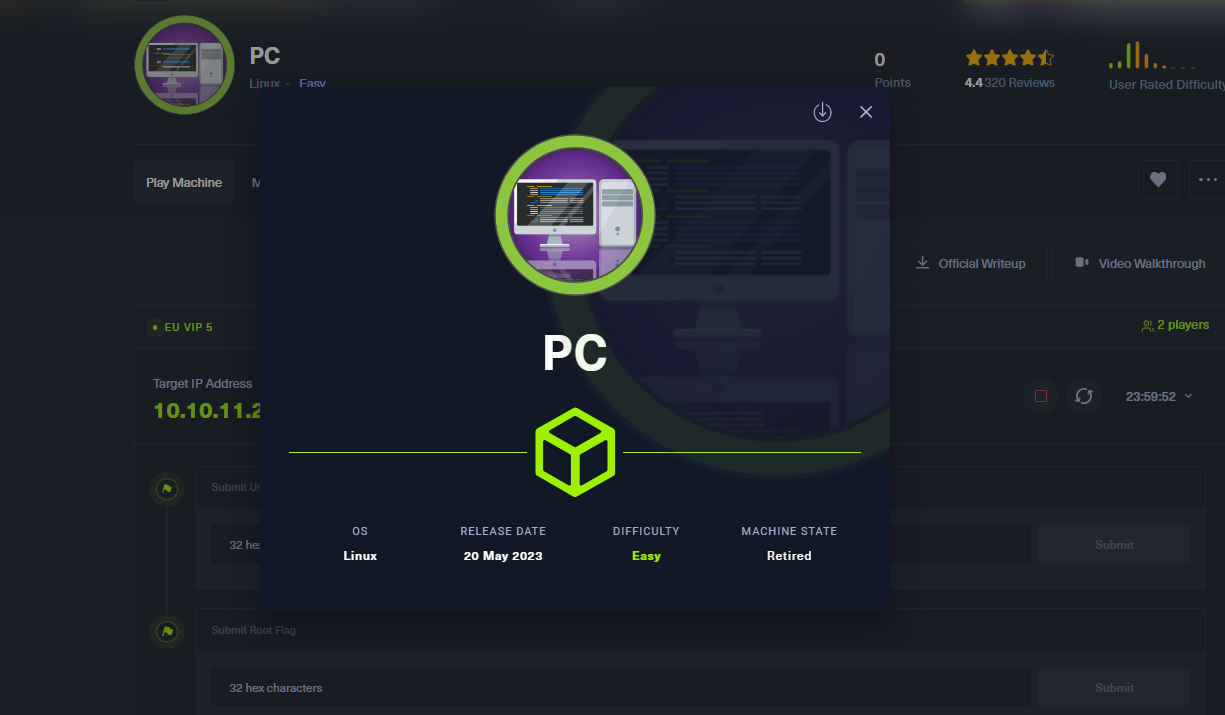 PC
Linux · Easy
0
Points
4.4 320 Reviews
User Rated Difficulty
Play Machine
M
Official Writeup
Video Walkthrough
EU VIP 5
2 players
Target IP Address
10.10.11.2
23:59:52
PC
OS
RELEASE DATE
DIFFICULTY
MACHINE STATE
Linux
20 May 2023
Easy
Retired
Submit Us
32 hex
Submit
Submit Root Flag
32 hex characters
Submit